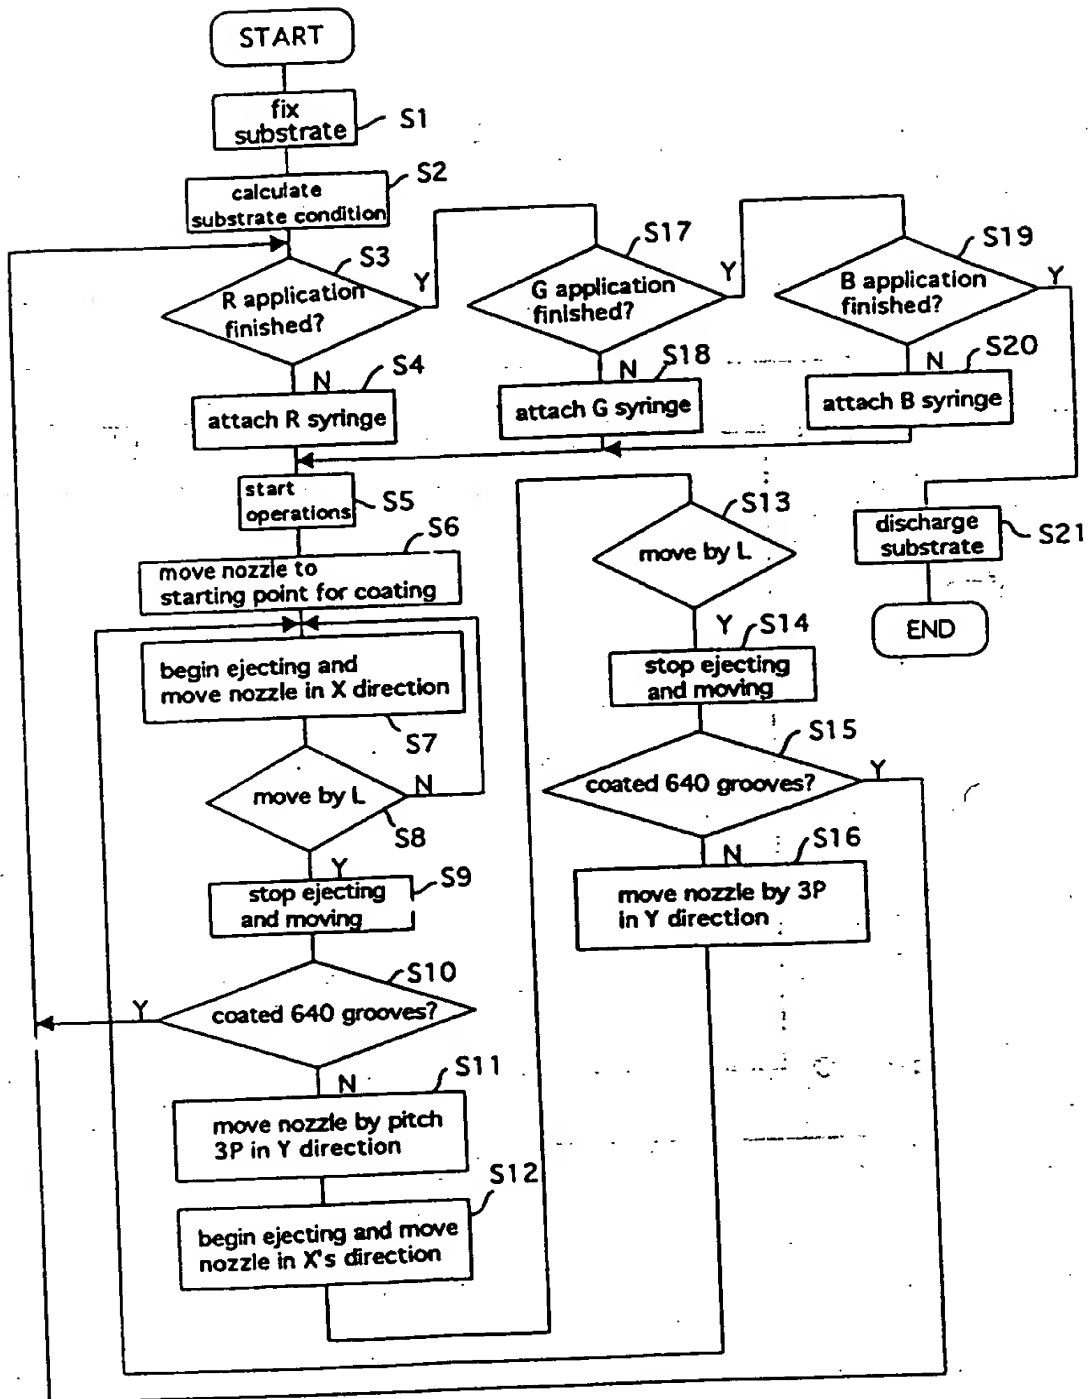 START
fix
substrate
S1
S2
calculate
substrate condition
S3
R application
finished?
Y
N
S4
attach R syringe
S17
G application
finished?
Y
N
S18
attach G syringe
S19
B application
finished?
Y
N
S20
attach B syringe
start
operations
S5
S6
move nozzle to
starting point for coating
begin ejecting and
move nozzle in X direction
S7
move by L
N
S8
Y
S9
stop ejecting
and moving
S10
coated 640 grooves?
Y
N
S11
move nozzle by pitch
3P in Y direction
S12
begin ejecting and move
nozzle in X's direction
S13
move by L
Y
S14
stop ejecting
and moving
S15
coated 640 grooves?
Y
N
S16
move nozzle by 3P
in Y direction
discharge
substrate
S21
END